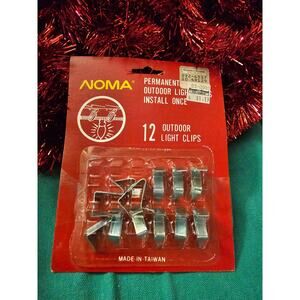 NOMA
PERMANENT
OUTDOOR LIGHT
INSTALL ONCE
12 OUTDOOR
LIGHT CLIPS
MADE IN TAIWAN